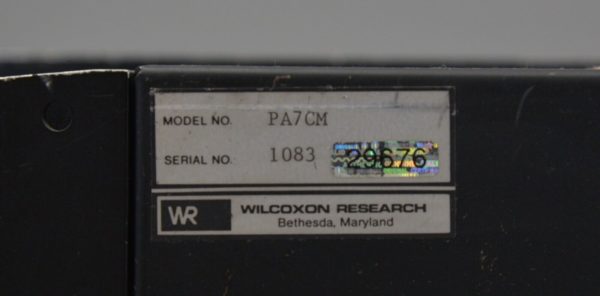 MODEL NO. PA7CM
SERIAL NO. 1083 29676
WR WILCOXON RESEARCH
Bethesda, Maryland